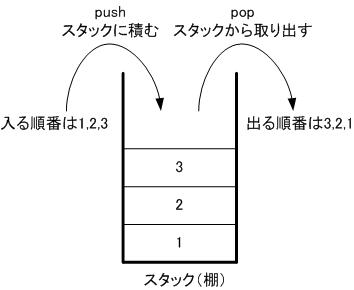 push
スタックに積む
pop
スタックから取り出す
入る順番は1,2,3
出る順番は3,2,1
3
2
1
スタック（棚）